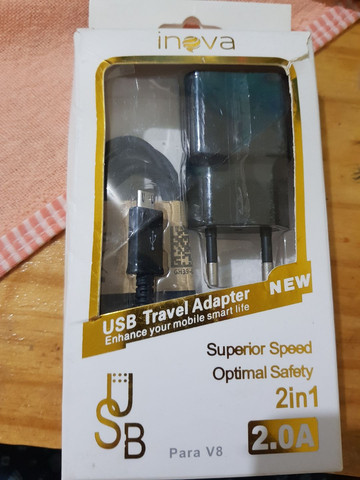 inova
USB Travel Adapter
Enhance your mobile smart life
NEW
Superior Speed
Optimal Safety
2in1
USB
Para V8
2.0A